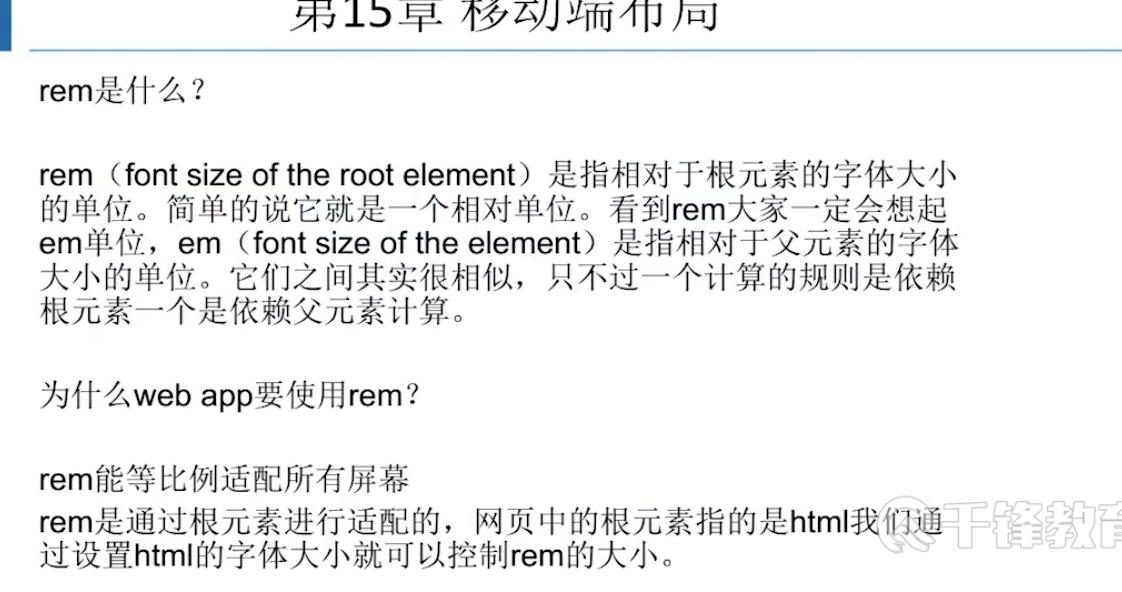 第15章 移动端布局
rem是什么？
rem（font size of the root element）是指相对于根元素的字体大小
的单位。简单的说它就是一个相对单位。看到rem大家一定会想起
em单位，em（font size of the element）是指相对于父元素的字体
大小的单位。它们之间其实很相似，只不过一个计算的规则是依赖
根元素一个是依赖父元素计算。
为什么web app要使用rem？
rem能等比例适配所有屏幕
rem是通过根元素进行适配的，网页中的根元素指的是html我们通
过设置html的字体大小就可以控制rem的大小。
千锋教育